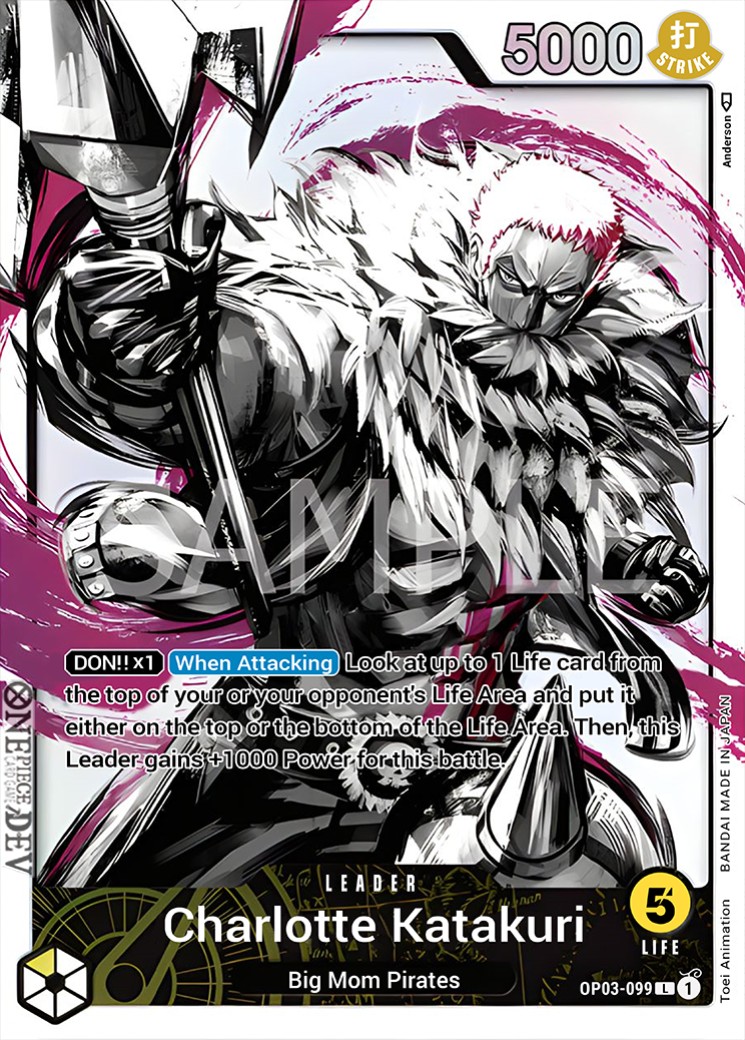 5000
打
STRIKE
Anderson
SAMPLE
DON!! x1 When Attacking Look at up to 1 Life card from
the top of your or your opponent's Life Area and put it
either on the top or the bottom of the Life Area. Then, this
Leader gains +1000 Power for this battle.
ONE PIECE
CARD GAME
/DEV
BANDAI MADE IN JAPAN
Toei Animation
LEADER
Charlotte Katakuri
5
LIFE
Big Mom Pirates
OP03-099 L 1